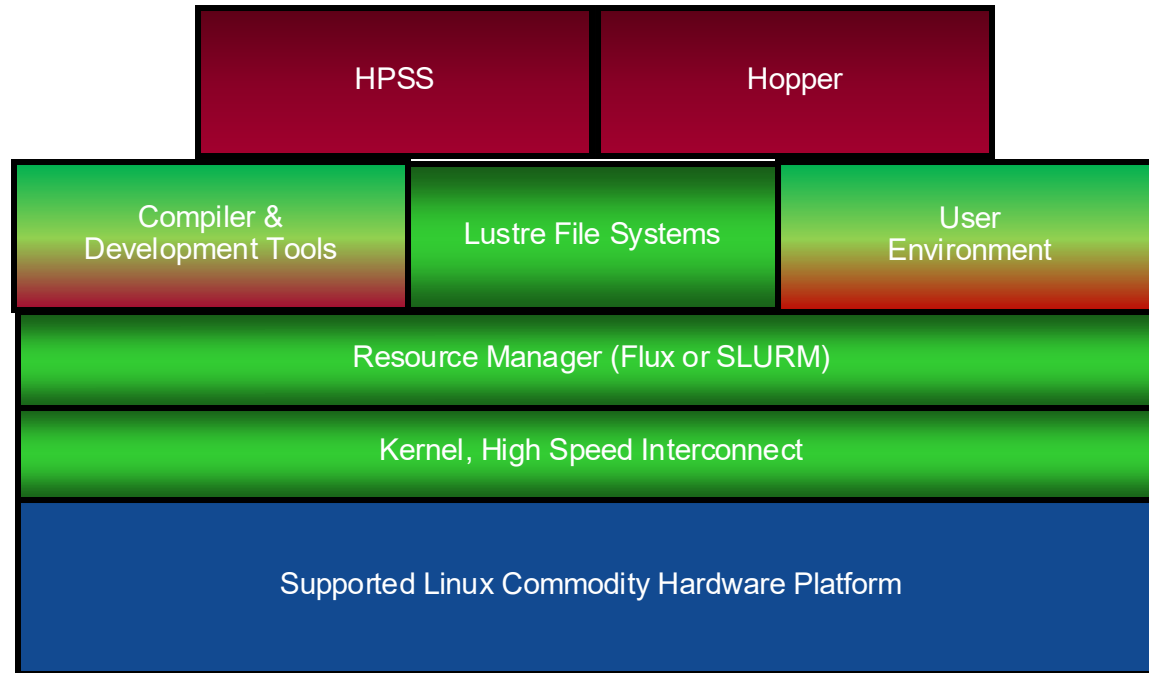 HPSS
Hopper
Compiler &
Development Tools
Lustre File Systems
User
Environment
Resource Manager (Flux or SLURM)
Kernel, High Speed Interconnect
Supported Linux Commodity Hardware Platform